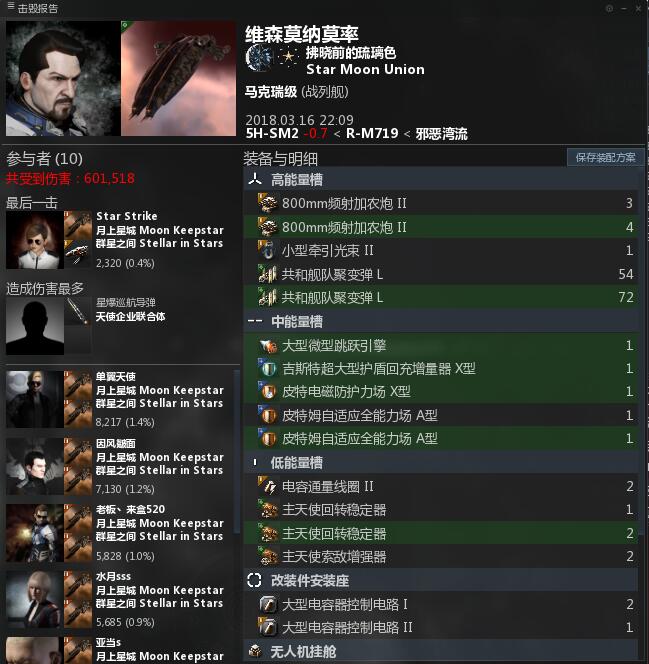 击毁报告
维森莫纳莫率
拂晓前的琉璃色
Star Moon Union
马克瑞级 (战列舰)
2018.03.16 22:09
5H-SM2 -0.7 < R-M719 < 邪恶湾流
参与者 (10)
共受到伤害：601,518
最后一击
Star Strike
月上星城 Moon Keepstar
群星之间 Stellar in Stars
2,320 (0.4%)
造成伤害最多
星爆巡航导弹
天使企业联合体
单翼天使
月上星城 Moon Keepstar
群星之间 Stellar in Stars
8,217 (1.4%)
因风皱面
月上星城 Moon Keepstar
群星之间 Stellar in Stars
7,130 (1.2%)
老板、来盒520
月上星城 Moon Keepstar
群星之间 Stellar in Stars
5,828 (1.0%)
水月sss
月上星城 Moon Keepstar
群星之间 Stellar in Stars
5,685 (0.9%)
亚当s
月上星城 Moon Keepstar
装备与明细
保存装配方案
高能量槽
800mm频射加农炮 II 3
800mm频射加农炮 II 4
小型牵引光束 II 1
共和舰队聚变弹 L 54
共和舰队聚变弹 L 72
中能量槽
大型微型跳跃引擎 1
吉斯特超大型护盾回充增量器 X型 1
皮特电磁防护力场 X型 1
皮特姆自适应全能力场 A型 1
皮特姆自适应全能力场 A型 1
低能量槽
电容通量线圈 II 2
主天使回转稳定器 1
主天使回转稳定器 2
主天使索敌增强器 2
改装件安装座
大型电容器控制电路 I 2
大型电容器控制电路 II 1
无人机挂舱